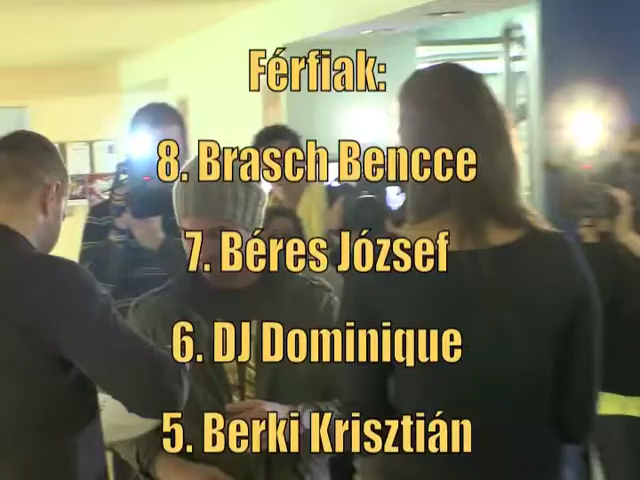 Férfiak:
8. Brasch Bencce
7. Béres József
6. DJ Dominique
5. Berki Krisztián